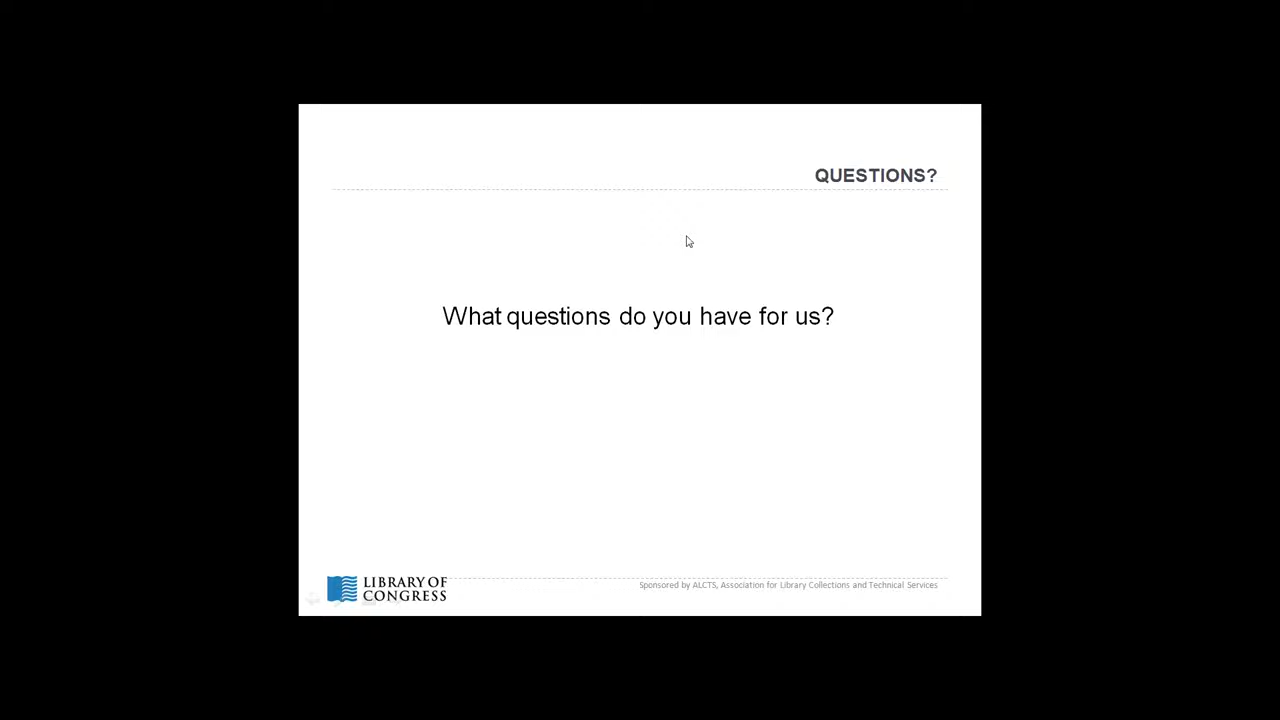 QUESTIONS?
What questions do you have for us?
LIBRARY OF
CONGRESS
Sponsored by ALCTS, Association for Library Collections and Technical Services